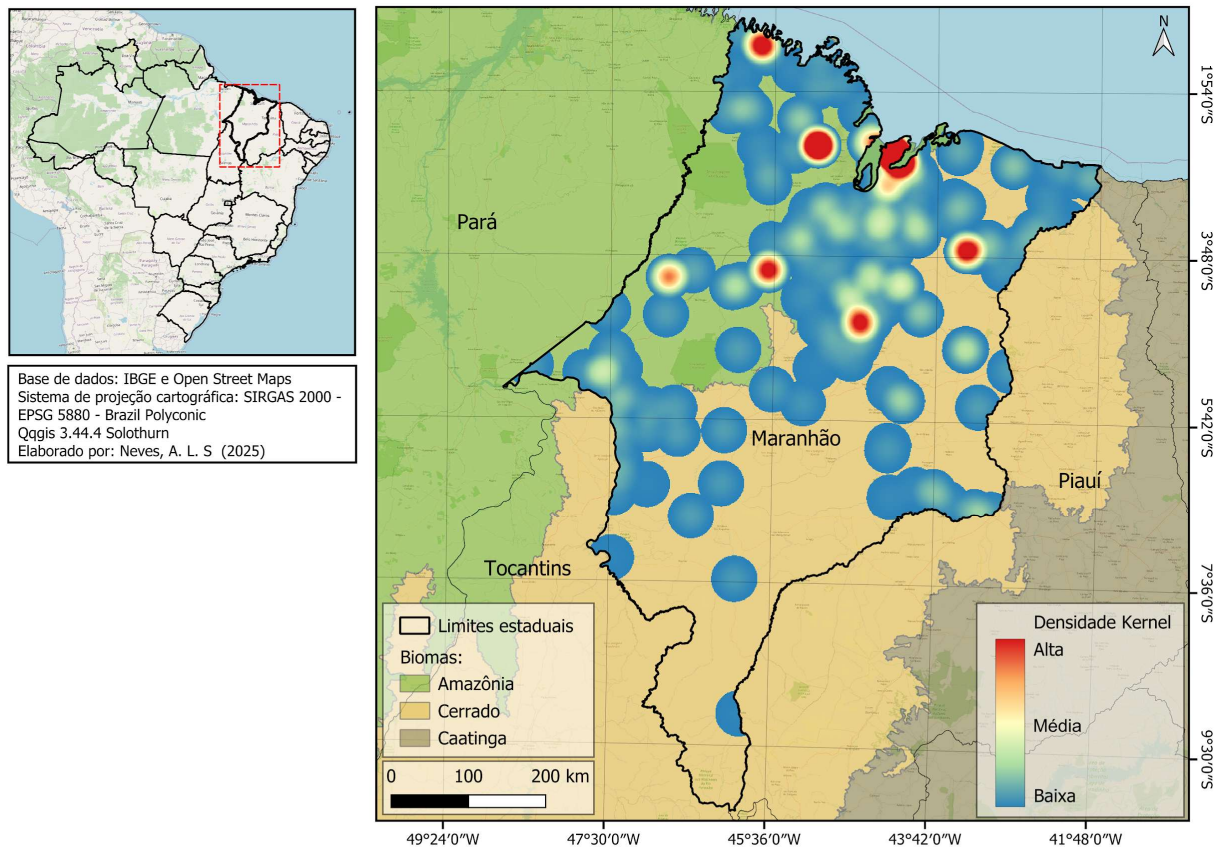 Base de dados: IBGE e Open Street Maps
Sistema de projeção cartográfica: SIRGAS 2000 -
EPSG 5880 - Brazil Polyconic
Qqgis 3.44.4 Solothurn
Elaborado por: Neves, A. L. S (2025)
N
Pará
Maranhão
Piauí
Tocantins
Limites estaduais
Biomas:
Amazônia
Cerrado
Caatinga
0 100 200 km
Densidade Kernel
Alta
Média
Baixa
1°54′0″S
3°48′0″S
5°42′0″S
7°36′0″S
9°30′0″S
49°24′0″W 47°30′0″W 45°36′0″W 43°42′0″W 41°48′0″W